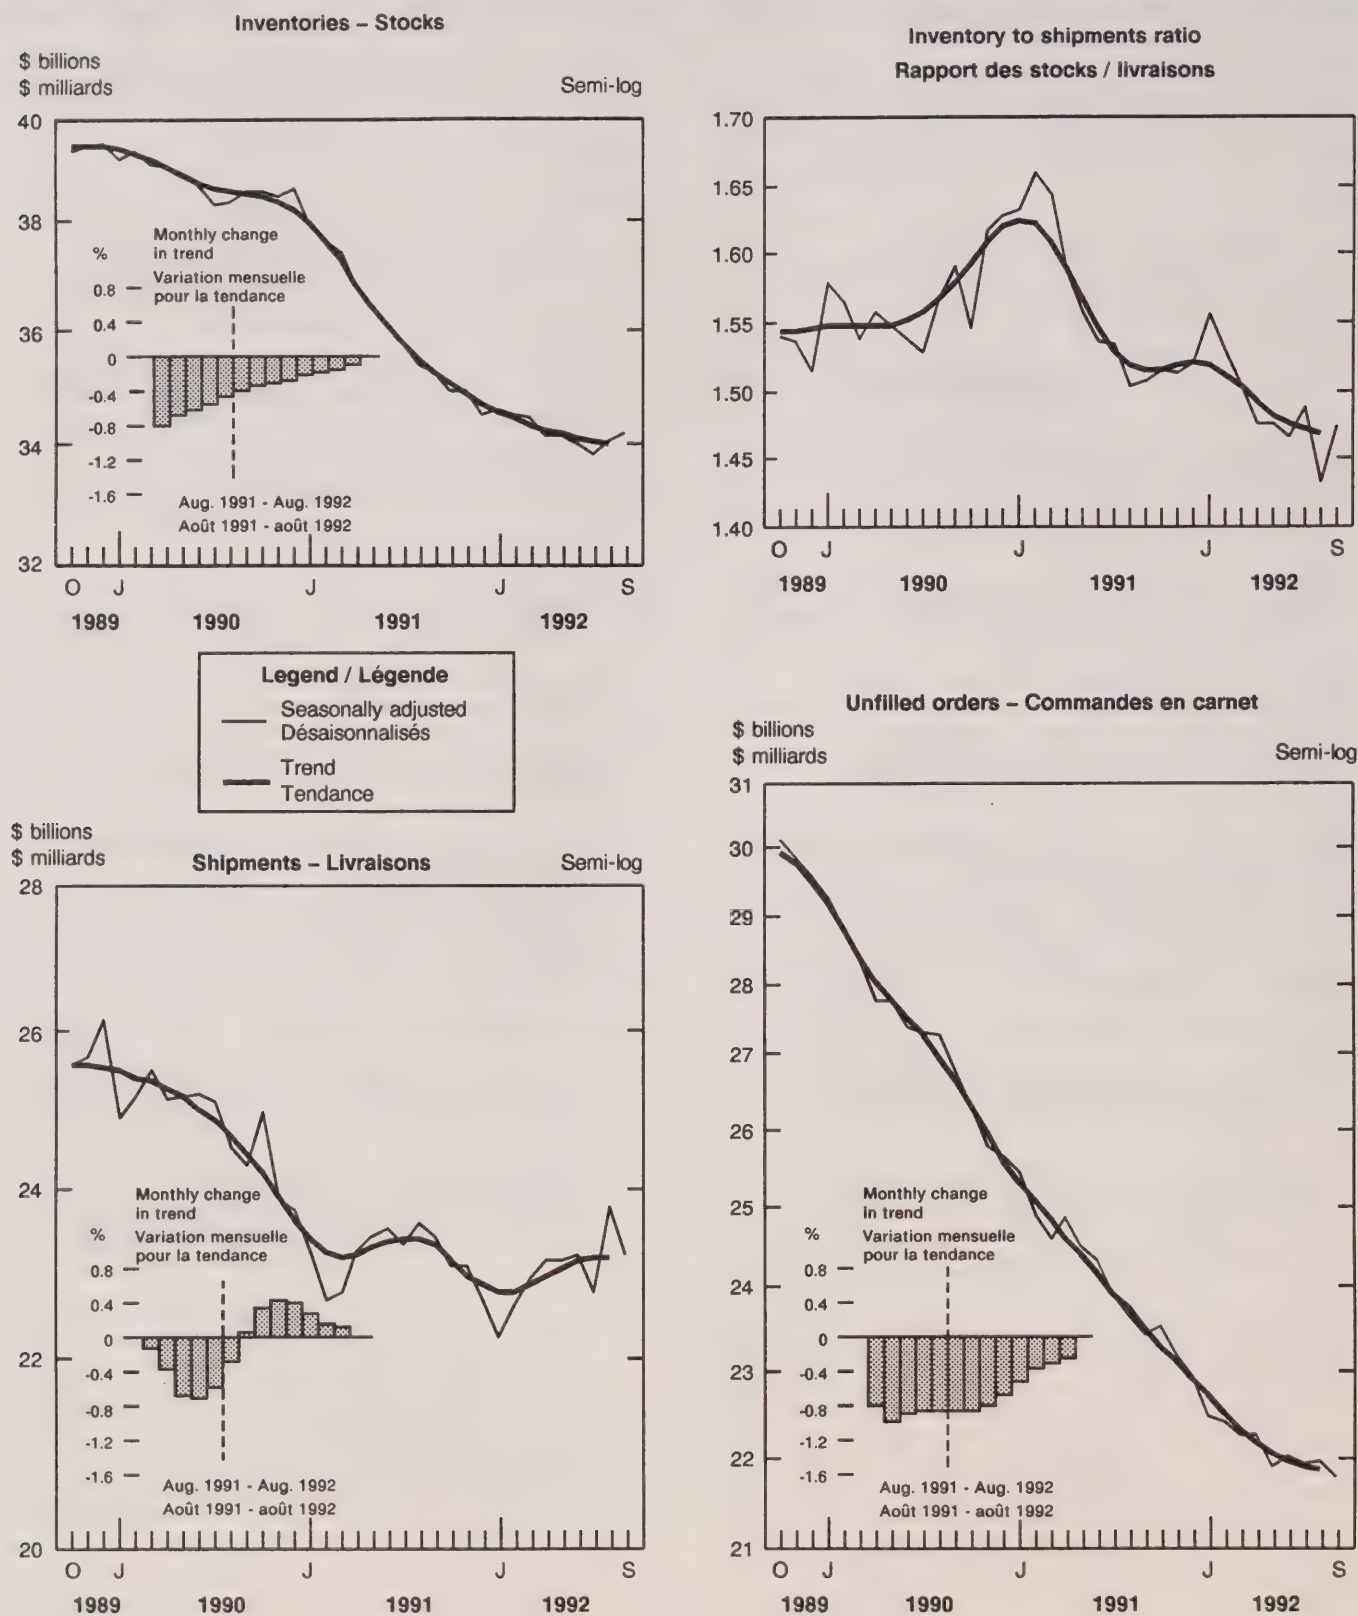 Inventories – Stocks
$ billions
$ milliards
Semi-log
40
38
36
34
32
%
Monthly change
in trend
Variation mensuelle
pour la tendance
0.8
0.4
0
-0.4
-0.8
-1.2
-1.6
Aug. 1991 - Aug. 1992
Août 1991 - août 1992
O J J J S
1989 1990 1991 1992
Inventory to shipments ratio
Rapport des stocks / livraisons
1.70
1.65
1.60
1.55
1.50
1.45
1.40
O J J J S
1989 1990 1991 1992
Legend / Légende
Seasonally adjusted
Désaisonnalisés
Trend
Tendance
$ billions
$ milliards
Shipments – Livraisons
Semi-log
28
26
24
22
20
Monthly change
in trend
%
Variation mensuelle
pour la tendance
0.8
0.4
0
-0.4
-0.8
-1.2
-1.6
Aug. 1991 - Aug. 1992
Août 1991 - août 1992
O J J J S
1989 1990 1991 1992
Unfilled orders – Commandes en carnet
$ billions
$ milliards
Semi-log
31
30
29
28
27
26
25
24
23
22
21
Monthly change
in trend
%
Variation mensuelle
pour la tendance
0.8
0.4
0
-0.4
-0.8
-1.2
-1.6
Aug. 1991 - Aug. 1992
Août 1991 - août 1992
O J J J S
1989 1990 1991 1992